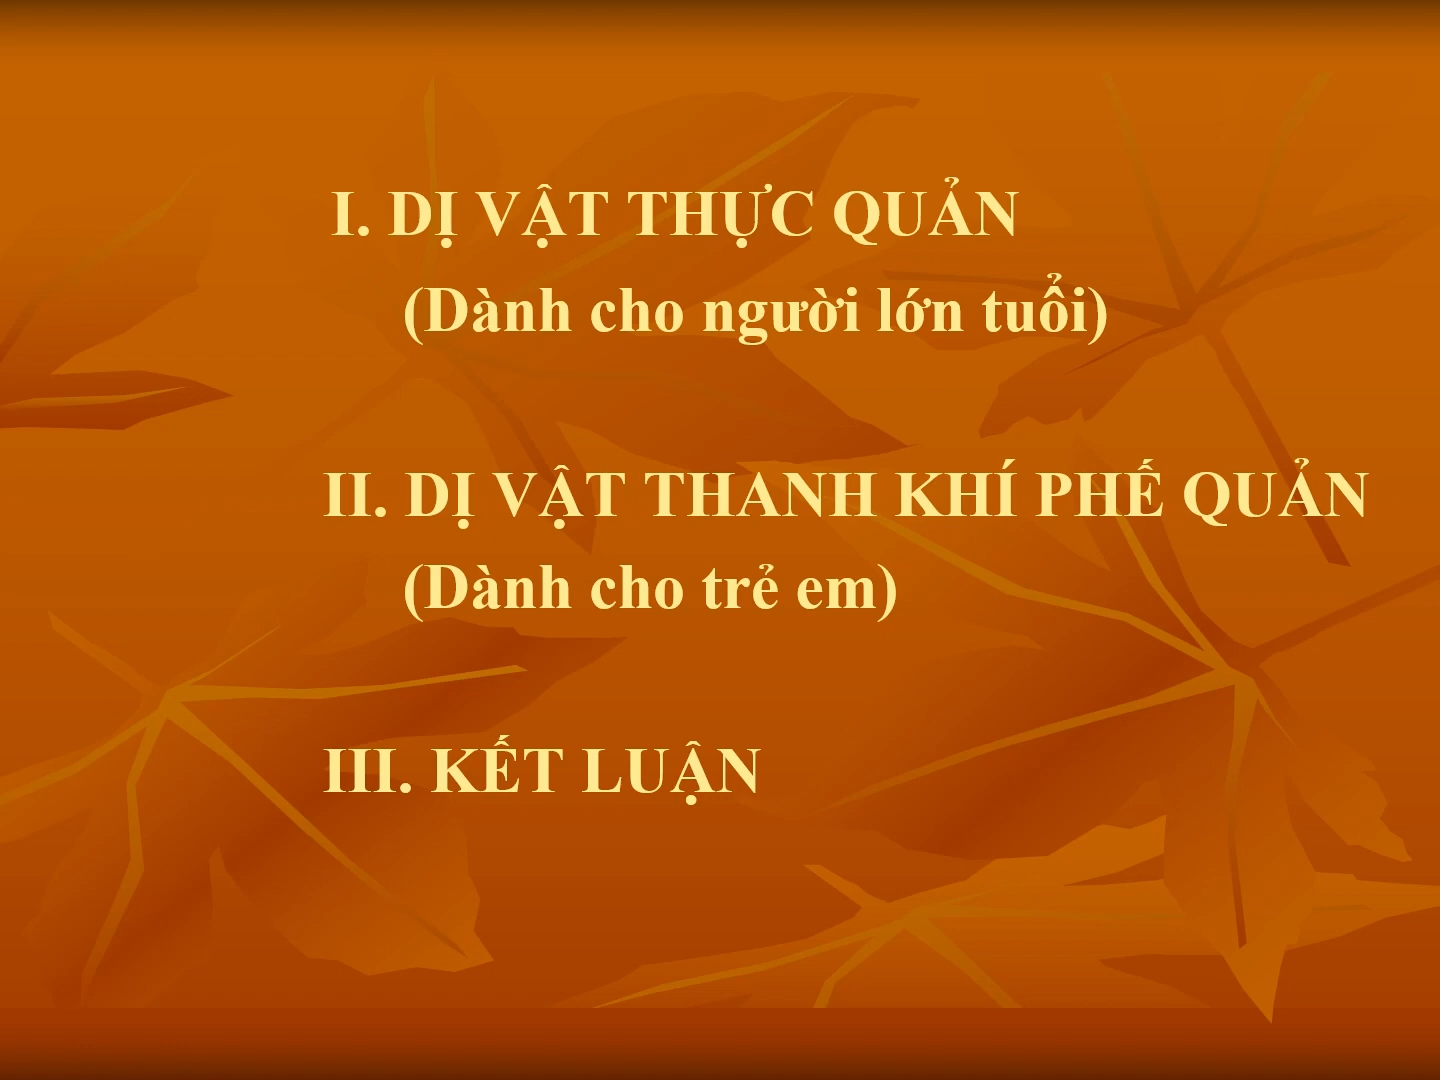 I. DỊ VẬT THỰC QUẢN
(Dành cho người lớn tuổi)
II. DỊ VẬT THANH KHÍ PHẾ QUẢN
(Dành cho trẻ em)
III. KẾT LUẬN